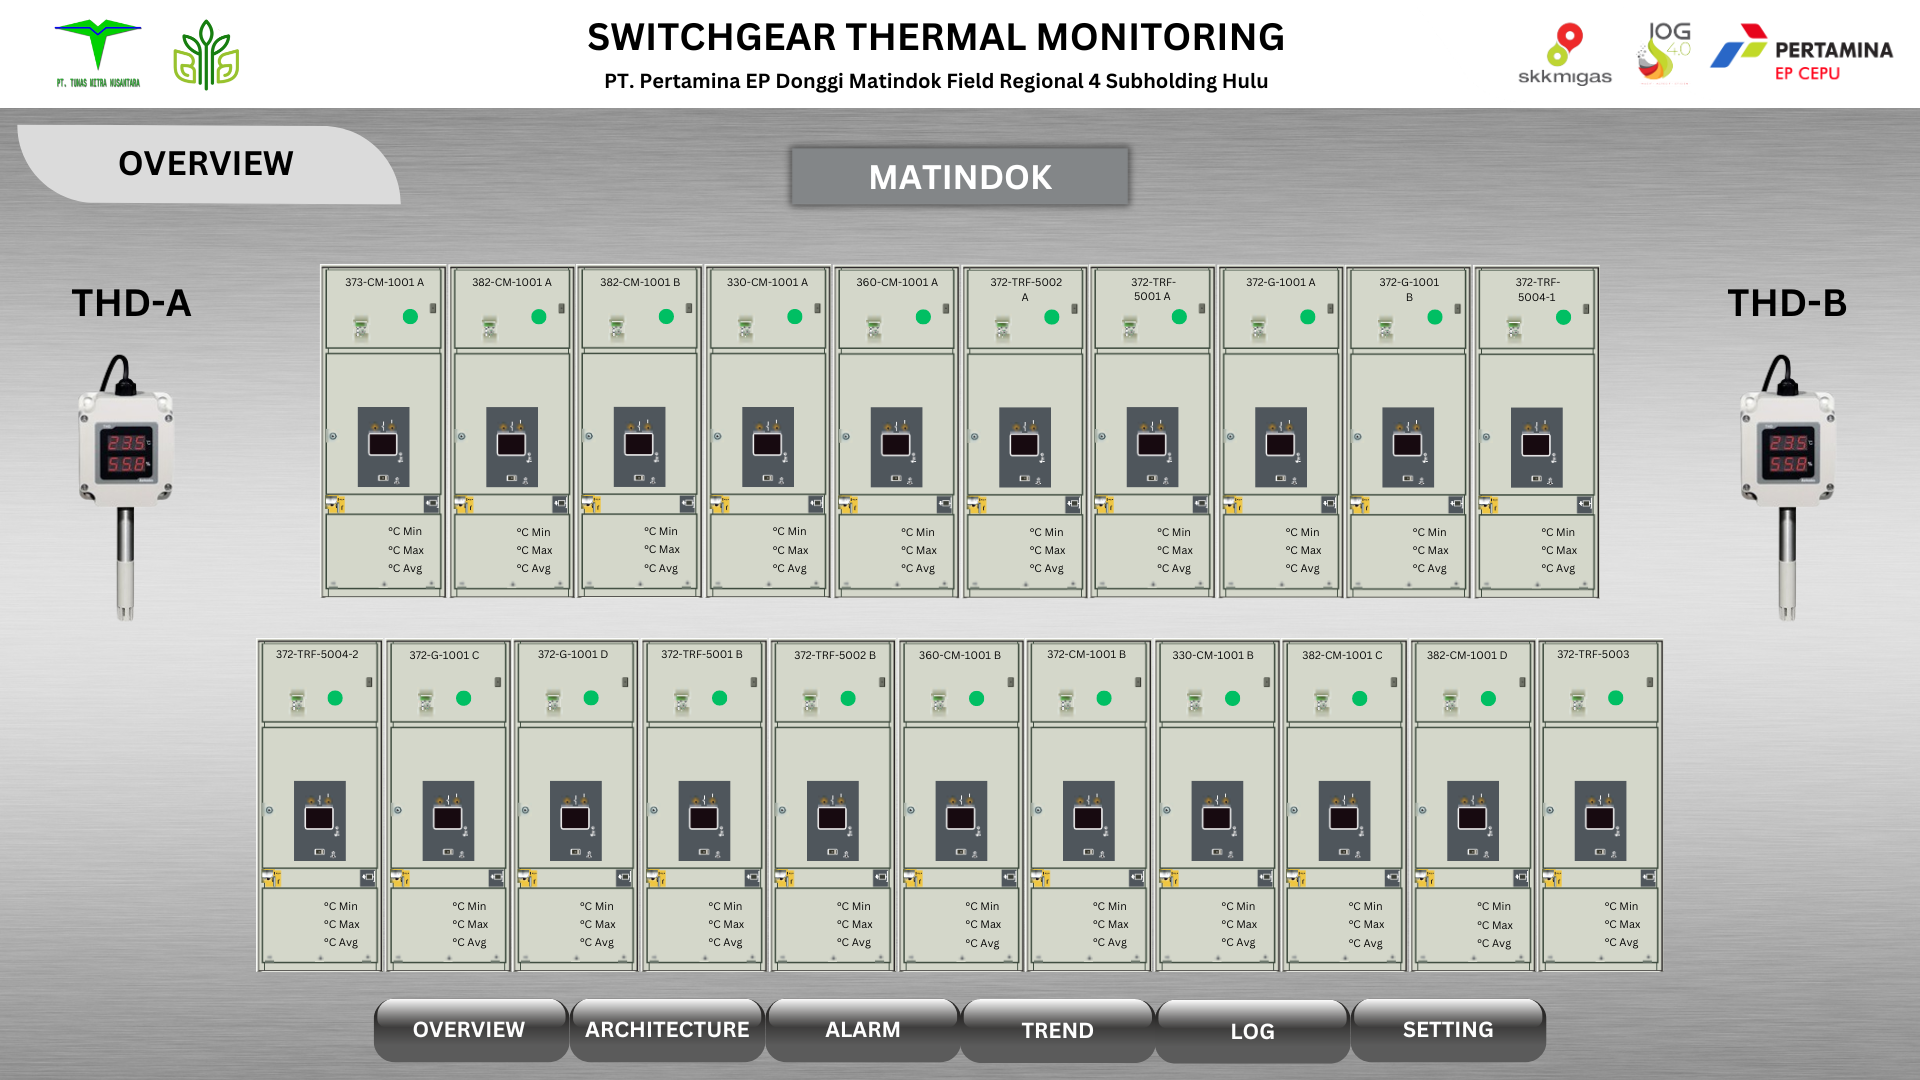 SWITCHGEAR THERMAL MONITORING
PT. Pertamina EP Donggi Matindok Field Regional 4 Subholding Hulu
PT. TUNAS MITRA NUSANTARA
skkmigas
IOG
4.0
PERTAMINA
EP CEPU
OVERVIEW
MATINDOK
THD-A
THD-B
23.5
55.8
23.5
55.8
373-CM-1001 A
382-CM-1001 A
382-CM-1001 B
330-CM-1001 A
360-CM-1001 A
372-TRF-5002
A
372-TRF-
5001 A
372-G-1001 A
372-G-1001
B
372-TRF-
5004-1
°C Min
°C Max
°C Avg
°C Min
°C Max
°C Avg
°C Min
°C Max
°C Avg
°C Min
°C Max
°C Avg
°C Min
°C Max
°C Avg
°C Min
°C Max
°C Avg
°C Min
°C Max
°C Avg
°C Min
°C Max
°C Avg
°C Min
°C Max
°C Avg
°C Min
°C Max
°C Avg
372-TRF-5004-2
372-G-1001 C
372-G-1001 D
372-TRF-5001 B
372-TRF-5002 B
360-CM-1001 B
372-CM-1001 B
330-CM-1001 B
382-CM-1001 C
382-CM-1001 D
372-TRF-5003
°C Min
°C Max
°C Avg
°C Min
°C Max
°C Avg
°C Min
°C Max
°C Avg
°C Min
°C Max
°C Avg
°C Min
°C Max
°C Avg
°C Min
°C Max
°C Avg
°C Min
°C Max
°C Avg
°C Min
°C Max
°C Avg
°C Min
°C Max
°C Avg
°C Min
°C Max
°C Avg
°C Min
°C Max
°C Avg
OVERVIEW
ARCHITECTURE
ALARM
TREND
LOG
SETTING